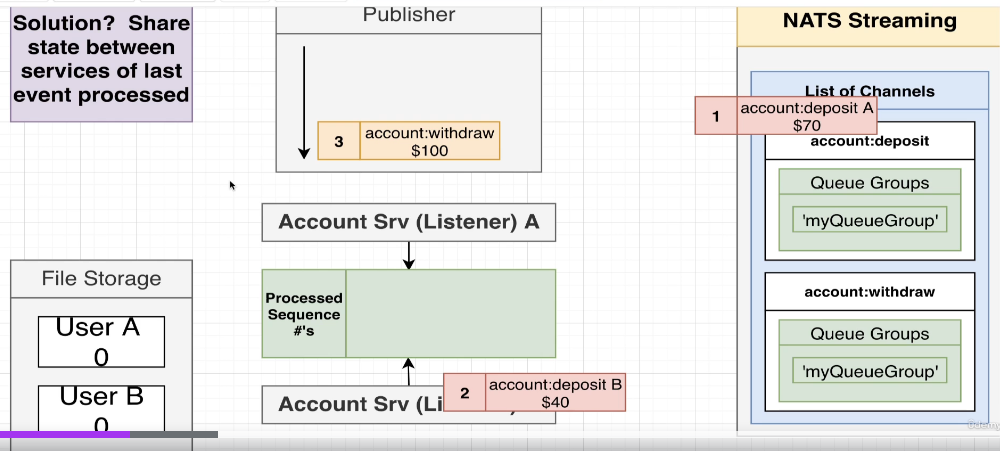 Solution? Share
state between
services of last
event processed
Publisher
3
account:withdraw
$100
NATS Streaming
List of Channels
1
account:deposit A
$70
account:deposit
Queue Groups
'myQueueGroup'
account:withdraw
Queue Groups
'myQueueGroup'
Account Srv (Listener) A
Processed
Sequence
#'s
Account Srv (Li
2
account:deposit B
$40
File Storage
User A
0
User B
0
Udemy